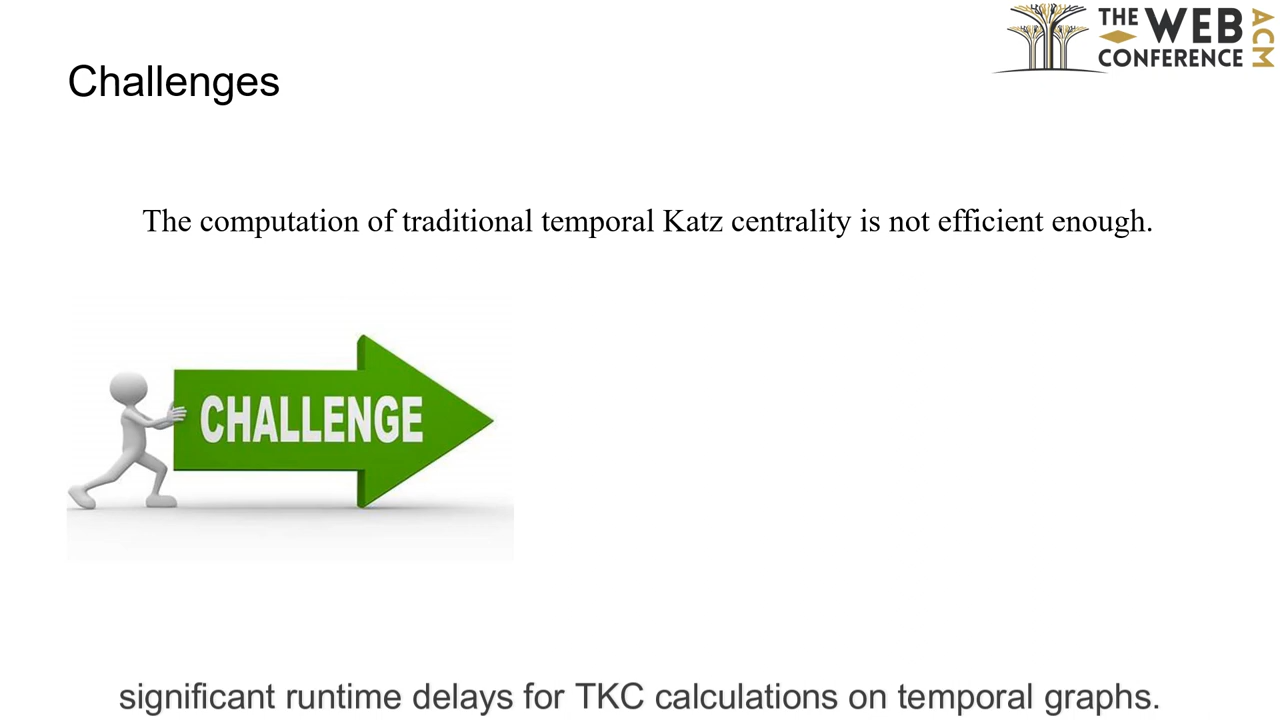 THE WEB
CONFERENCE
ACM
Challenges
The computation of traditional temporal Katz centrality is not efficient enough.
CHALLENGE
significant runtime delays for TKC calculations on temporal graphs.